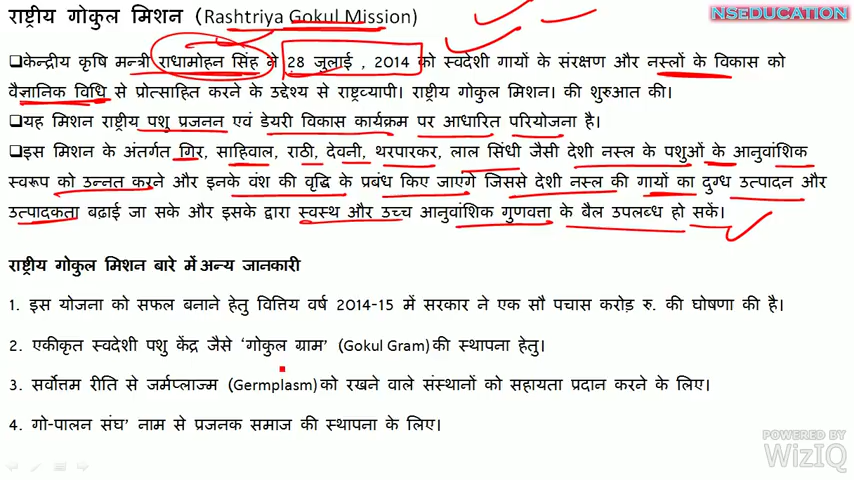 राष्ट्रीय गोकुल मिशन (Rashtriya Gokul Mission)
NSEDUCATION
❑केन्द्रीय कृषि मन्त्री राधामोहन सिंह ने 28 जुलाई , 2014 को स्वदेशी गायों के संरक्षण और नस्लों के विकास को
वैज्ञानिक विधि से प्रोत्साहित करने के उद्देश्य से राष्ट्रव्यापी। राष्ट्रीय गोकुल मिशन। की शुरुआत की।
❑यह मिशन राष्ट्रीय पशु प्रजनन एवं डेयरी विकास कार्यक्रम पर आधारित परियोजना है।
❑इस मिशन के अंतर्गत गिर, साहिवाल, राठी, देवनी, थरपारकर, लाल सिंधी जैसी देशी नस्ल के पशुओं के आनुवांशिक
स्वरूप को उन्नत करने और इनके वंश की वृद्धि के प्रबंध किए जाएगे जिससे देशी नस्ल की गायों का दुग्ध उत्पादन और
उत्पादकता बढ़ाई जा सके और इसके द्वारा स्वस्थ और उच्च आनुवांशिक गुणवत्ता के बैल उपलब्ध हो सकें।
राष्ट्रीय गोकुल मिशन बारे में अन्य जानकारी
1. इस योजना को सफल बनाने हेतु वित्तिय वर्ष 2014-15 में सरकार ने एक सौ पचास करोड़ रु. की घोषणा की है।
2. एकीकृत स्वदेशी पशु केंद्र जैसे ‘गोकुल ग्राम’ (Gokul Gram) की स्थापना हेतु।
3. सर्वोत्तम रीति से जर्मप्लाज्म (Germplasm) को रखने वाले संस्थानों को सहायता प्रदान करने के लिए।
4. गो-पालन संघ’ नाम से प्रजनक समाज की स्थापना के लिए।
POWERED BY
WizIQ